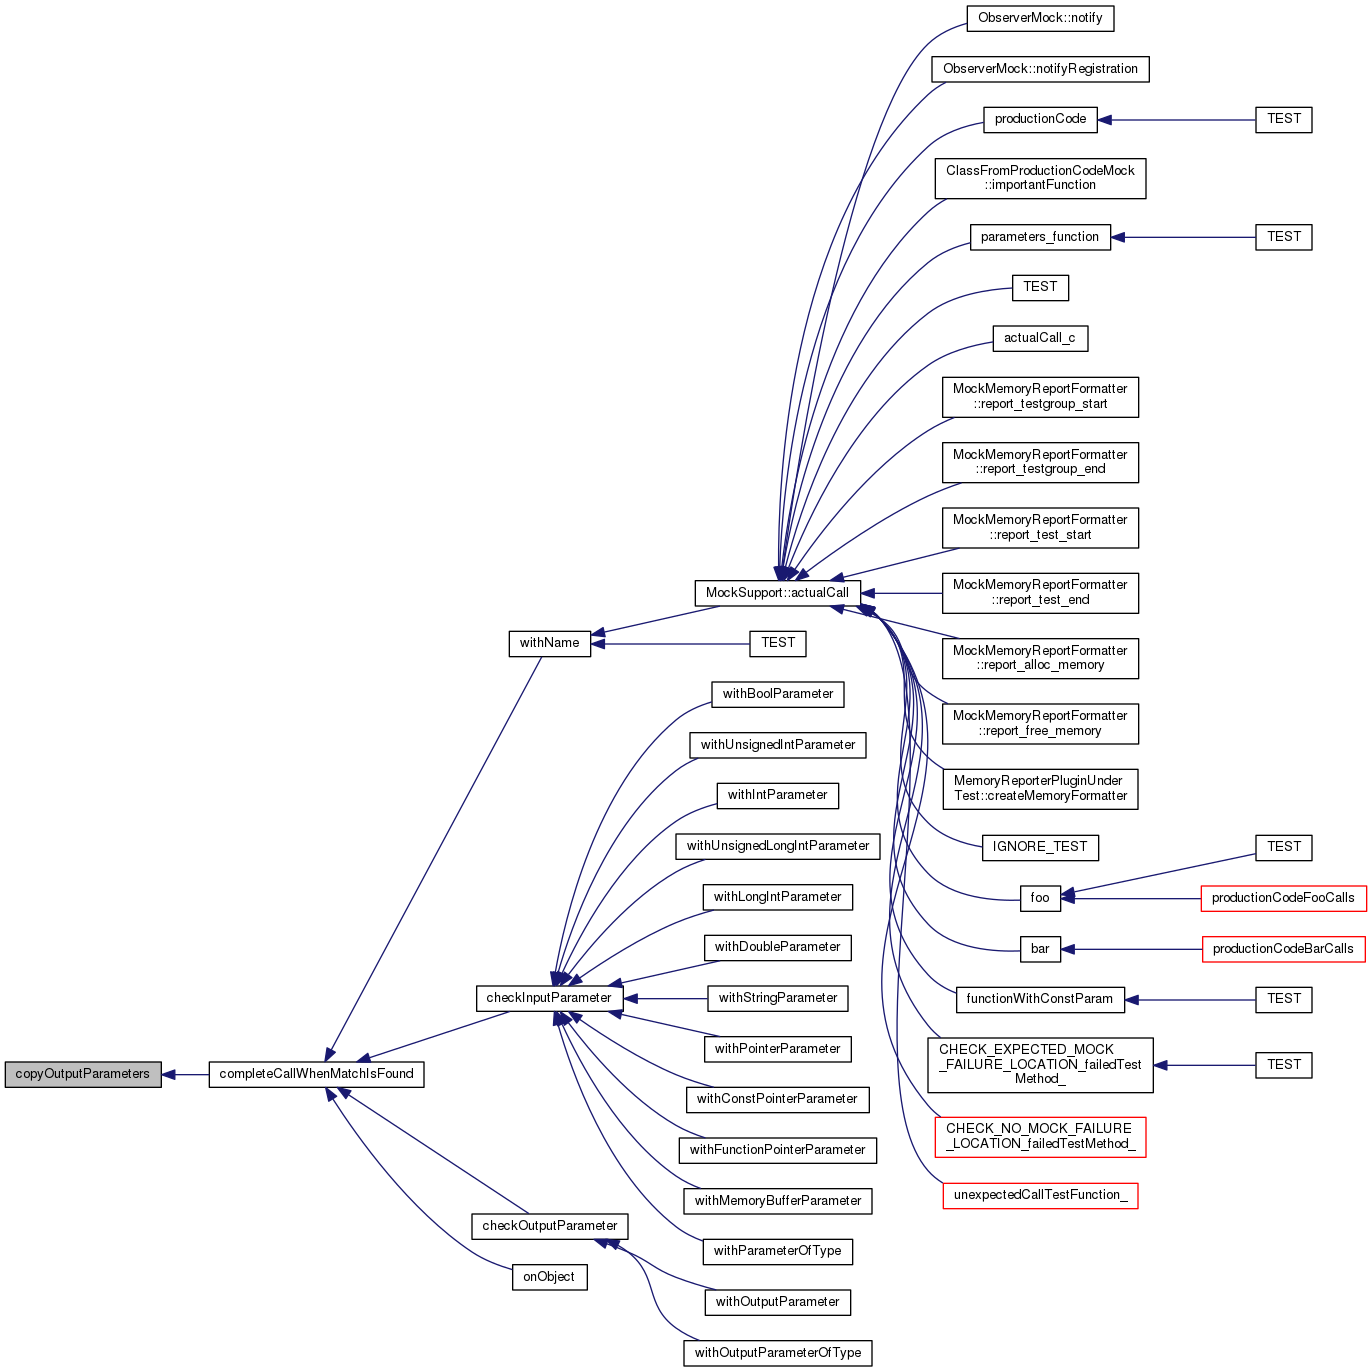 ObserverMock::notify
ObserverMock::notifyRegistration
productionCode
TEST
ClassFromProductionCodeMock
::importantFunction
parameters_function
TEST
TEST
actualCall_c
MockMemoryReportFormatter
::report_testgroup_start
MockMemoryReportFormatter
::report_testgroup_end
MockMemoryReportFormatter
::report_test_start
MockSupport::actualCall
MockMemoryReportFormatter
::report_test_end
withName
TEST
MockMemoryReportFormatter
::report_alloc_memory
withBoolParameter
MockMemoryReportFormatter
::report_free_memory
withUnsignedIntParameter
withIntParameter
MemoryReporterPluginUnder
Test::createMemoryFormatter
withUnsignedLongIntParameter
IGNORE_TEST
TEST
withLongIntParameter
foo
productionCodeFooCalls
withDoubleParameter
bar
productionCodeBarCalls
checkInputParameter
withStringParameter
functionWithConstParam
TEST
withPointerParameter
CHECK_EXPECTED_MOCK
_FAILURE_LOCATION_failedTest
Method_
TEST
copyOutputParameters
completeCallWhenMatchIsFound
withConstPointerParameter
CHECK_NO_MOCK_FAILURE
_LOCATION_failedTestMethod_
withFunctionPointerParameter
withMemoryBufferParameter
unexpectedCallTestFunction_
checkOutputParameter
withParameterOfType
onObject
withOutputParameter
withOutputParameterOfType